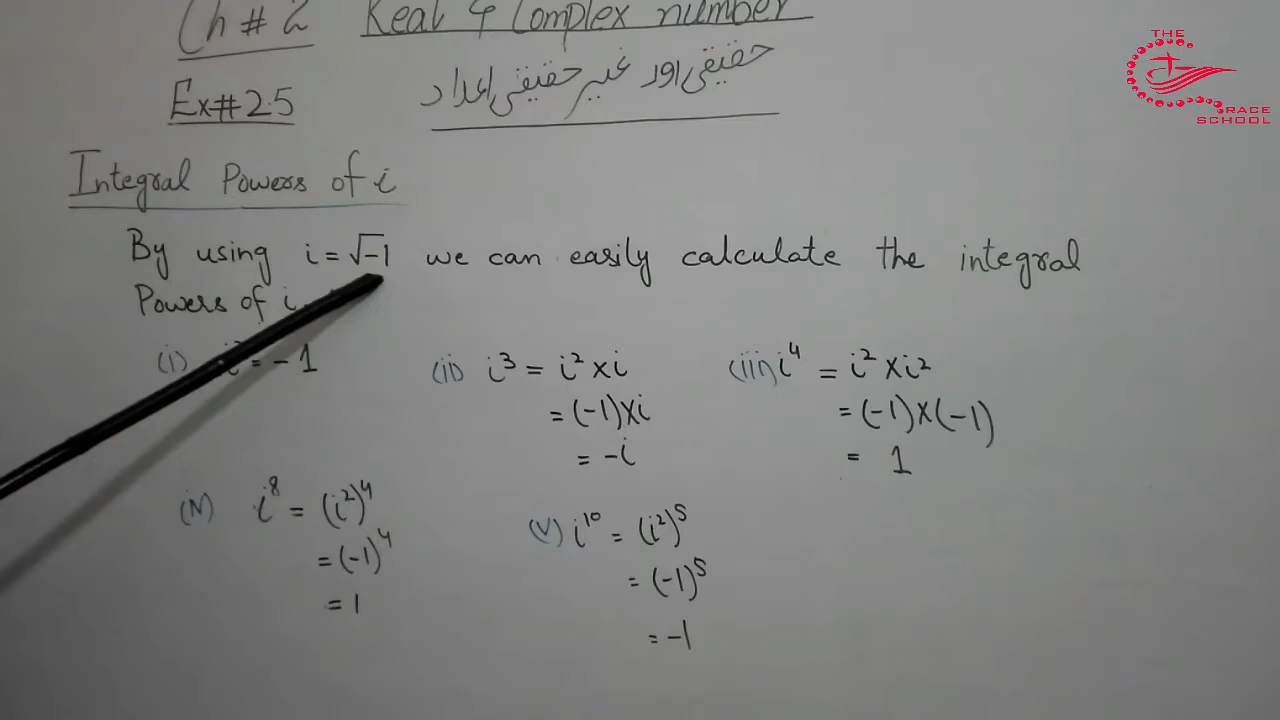 Ch # 2 Real & Complex number
حقیقی اور غیر حقیقی اعداد
Ex # 2.5
THE
GRACE
SCHOOL
Integral Powers of i
By using i = √-1 we can easily calculate the integral
Powers of i.
(i) i² = -1
(ii) i³ = i² × i
= (-1) × i
= -i
(iii) i⁴ = i² × i²
= (-1) × (-1)
= 1
(iv) i⁸ = (i²)⁴
= (-1)⁴
= 1
(v) i¹⁰ = (i²)⁵
= (-1)⁵
= -1